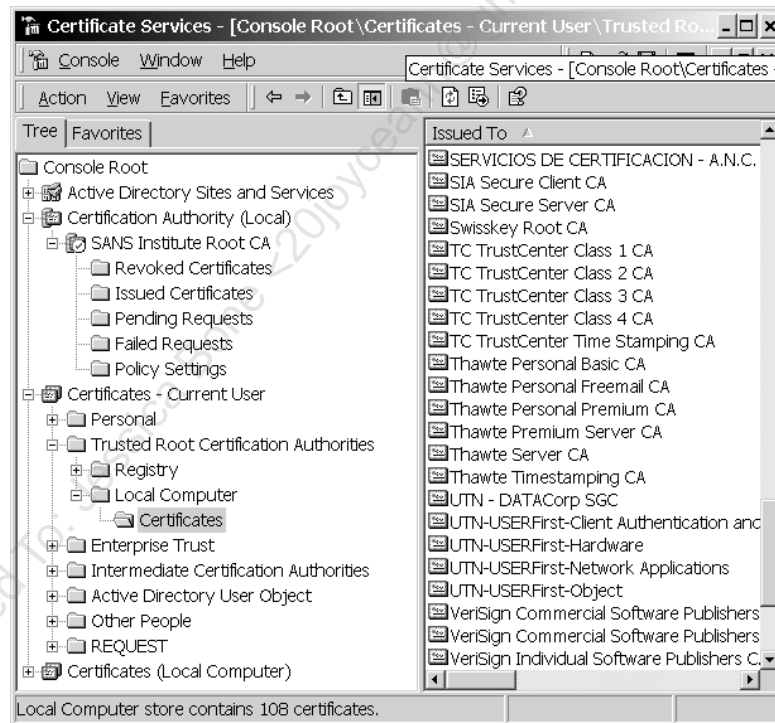 Certificate Services - [Console Root\Certificates - Current User\Trusted Ro...
Console Window Help
Certificate Services - [Console Root\Certificates -
Action View Favorites
Tree Favorites
Console Root
Active Directory Sites and Services
Certification Authority (Local)
SANS Institute Root CA
Revoked Certificates
Issued Certificates
Pending Requests
Failed Requests
Policy Settings
Certificates - Current User
Personal
Trusted Root Certification Authorities
Registry
Local Computer
Certificates
Enterprise Trust
Intermediate Certification Authorities
Active Directory User Object
Other People
REQUEST
Certificates (Local Computer)
Issued To
SERVICIOS DE CERTIFICACION - A.N.C.
SIA Secure Client CA
SIA Secure Server CA
Swisskey Root CA
TC TrustCenter Class 1 CA
TC TrustCenter Class 2 CA
TC TrustCenter Class 3 CA
TC TrustCenter Class 4 CA
TC TrustCenter Time Stamping CA
Thawte Personal Basic CA
Thawte Personal Freemail CA
Thawte Personal Premium CA
Thawte Premium Server CA
Thawte Server CA
Thawte Timestamping CA
UTN - DATACorp SGC
UTN-USERFirst-Client Authentication and
UTN-USERFirst-Hardware
UTN-USERFirst-Network Applications
UTN-USERFirst-Object
VeriSign Commercial Software Publishers
VeriSign Commercial Software Publishers
VeriSign Individual Software Publishers C
Local Computer store contains 108 certificates.